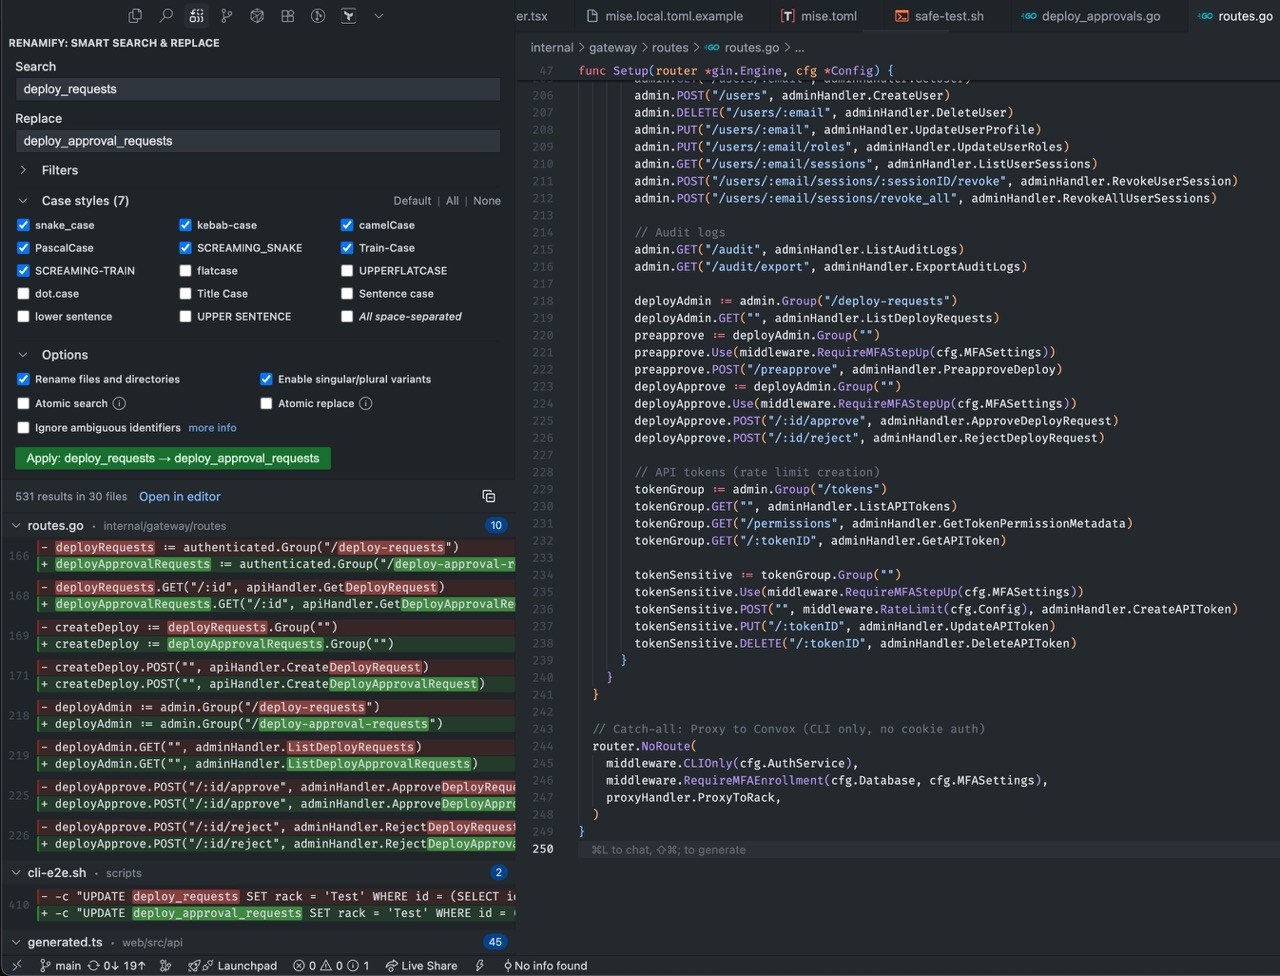 RENAMIFY: SMART SEARCH & REPLACE
Search
deploy_requests
Replace
deploy_approval_requests
Filters
Case styles (7) Default | All | None
snake_case kebab-case camelCase
PascalCase SCREAMING_SNAKE Train-Case
SCREAMING-TRAIN flatcase UPPERFLATCASE
dot.case Title Case Sentence case
lower sentence UPPER SENTENCE All space-separated
Options
Rename files and directories Enable singular/plural variants
Atomic search Atomic replace
Ignore ambiguous identifiers more info
Apply: deploy_requests → deploy_approval_requests
531 results in 30 files Open in editor
routes.go • internal/gateway/routes 10
166 - deployRequests := authenticated.Group("/deploy-requests")
+ deployApprovalRequests := authenticated.Group("/deploy-approval-r
168 - deployRequests.GET("/:id", apiHandler.GetDeployRequest)
+ deployApprovalRequests.GET("/:id", apiHandler.GetDeployApprovalRe
169 - createDeploy := deployRequests.Group("")
+ createDeploy := deployApprovalRequests.Group("")
171 - createDeploy.POST("", apiHandler.CreateDeployRequest)
+ createDeploy.POST("", apiHandler.CreateDeployApprovalRequest)
218 - deployAdmin := admin.Group("/deploy-requests")
+ deployAdmin := admin.Group("/deploy-approval-requests")
219 - deployAdmin.GET("", adminHandler.ListDeployRequests)
+ deployAdmin.GET("", adminHandler.ListDeployApprovalRequests)
225 - deployApprove.POST("/:id/approve", adminHandler.ApproveDeployReque
+ deployApprove.POST("/:id/approve", adminHandler.ApproveDeployAppro
226 - deployApprove.POST("/:id/reject", adminHandler.RejectDeployRequest
+ deployApprove.POST("/:id/reject", adminHandler.RejectDeployApprova
cli-e2e.sh • scripts 2
410 - -c "UPDATE deploy_requests SET rack = 'Test' WHERE id = (SELECT id
+ -c "UPDATE deploy_approval_requests SET rack = 'Test' WHERE id = (
generated.ts • web/src/api 45
er.tsx mise.local.toml.example mise.toml safe-test.sh deploy_approvals.go routes.go
internal > gateway > routes > routes.go > ...
47 func Setup(router *gin.Engine, cfg *Config) {
206 admin.POST("/users", adminHandler.CreateUser)
207 admin.DELETE("/users/:email", adminHandler.DeleteUser)
208 admin.PUT("/users/:email", adminHandler.UpdateUserProfile)
209 admin.PUT("/users/:email/roles", adminHandler.UpdateUserRoles)
210 admin.GET("/users/:email/sessions", adminHandler.ListUserSessions)
211 admin.POST("/users/:email/sessions/:sessionID/revoke", adminHandler.RevokeUserSession)
212 admin.POST("/users/:email/sessions/revoke_all", adminHandler.RevokeAllUserSessions)
213
214 // Audit logs
215 admin.GET("/audit", adminHandler.ListAuditLogs)
216 admin.GET("/audit/export", adminHandler.ExportAuditLogs)
217
218 deployAdmin := admin.Group("/deploy-requests")
219 deployAdmin.GET("", adminHandler.ListDeployRequests)
220 preapprove := deployAdmin.Group("")
221 preapprove.Use(middleware.RequireMFAStepUp(cfg.MFASettings))
222 preapprove.POST("/preapprove", adminHandler.PreapproveDeploy)
223 deployApprove := deployAdmin.Group("")
224 deployApprove.Use(middleware.RequireMFAStepUp(cfg.MFASettings))
225 deployApprove.POST("/:id/approve", adminHandler.ApproveDeployRequest)
226 deployApprove.POST("/:id/reject", adminHandler.RejectDeployRequest)
227
228 // API tokens (rate limit creation)
229 tokenGroup := admin.Group("/tokens")
230 tokenGroup.GET("", adminHandler.ListAPITokens)
231 tokenGroup.GET("/permissions", adminHandler.GetTokenPermissionMetadata)
232 tokenGroup.GET("/:tokenID", adminHandler.GetAPIToken)
233
234 tokenSensitive := tokenGroup.Group("")
235 tokenSensitive.Use(middleware.RequireMFAStepUp(cfg.MFASettings))
236 tokenSensitive.POST("", middleware.RateLimit(cfg.Config), adminHandler.CreateAPIToken)
237 tokenSensitive.PUT("/:tokenID", adminHandler.UpdateAPIToken)
238 tokenSensitive.DELETE("/:tokenID", adminHandler.DeleteAPIToken)
239 }
240 }
241 }
242
243 // Catch-all: Proxy to Convox (CLI only, no cookie auth)
244 router.NoRoute(
245 middleware.CLIOnly(cfg.AuthService),
246 middleware.RequireMFAEnrollment(cfg.Database, cfg.MFASettings),
247 proxyHandler.ProxyToRack,
248 )
249 }
250 ⌘L to chat, ⇧⌘; to generate
main 0↓ 19↑ Launchpad 0 0 1 Live Share No info found